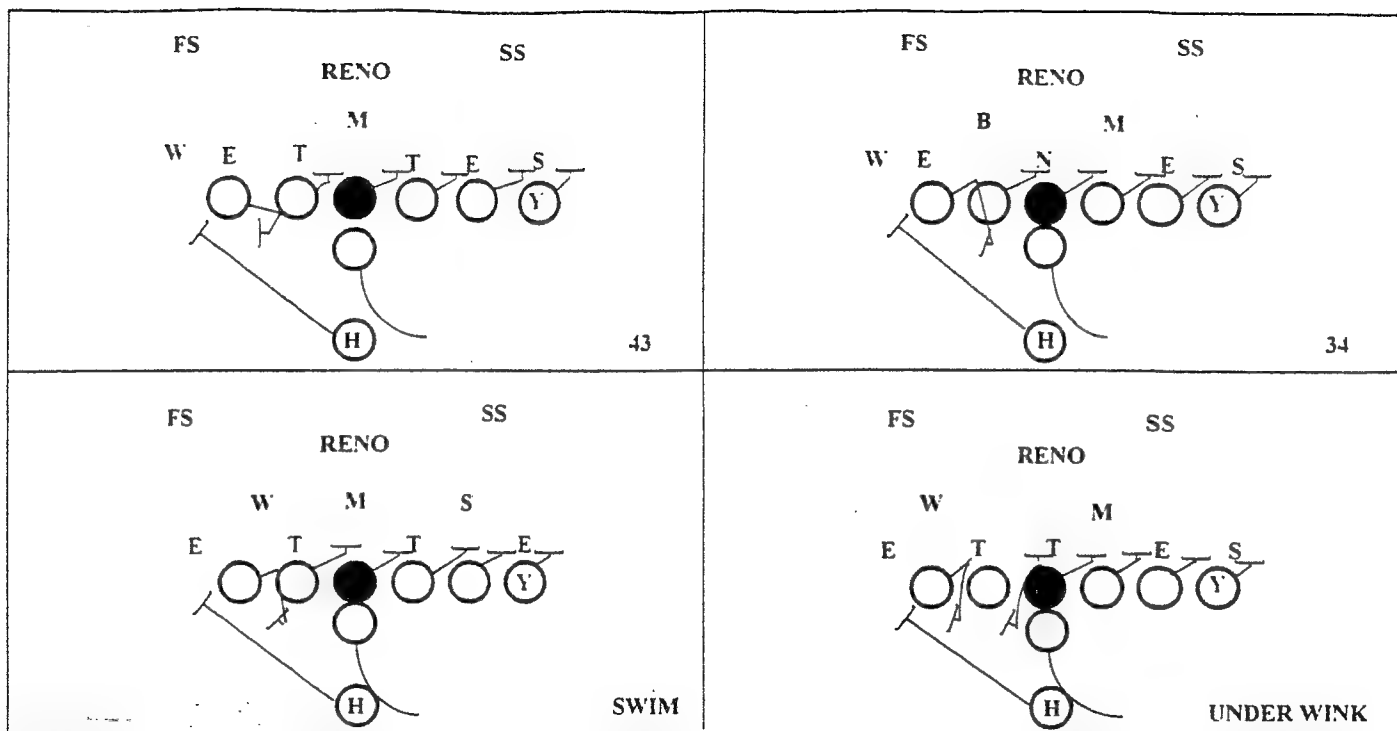 FS SS
RENO
M
W E T T E S
Y
H
43
FS SS
RENO
B M
W E N E S
Y
H
34
FS SS
RENO
W M S
E T T E
Y
H
SWIM
FS SS
RENO
W M
E T T E S
Y
H
UNDER WINK